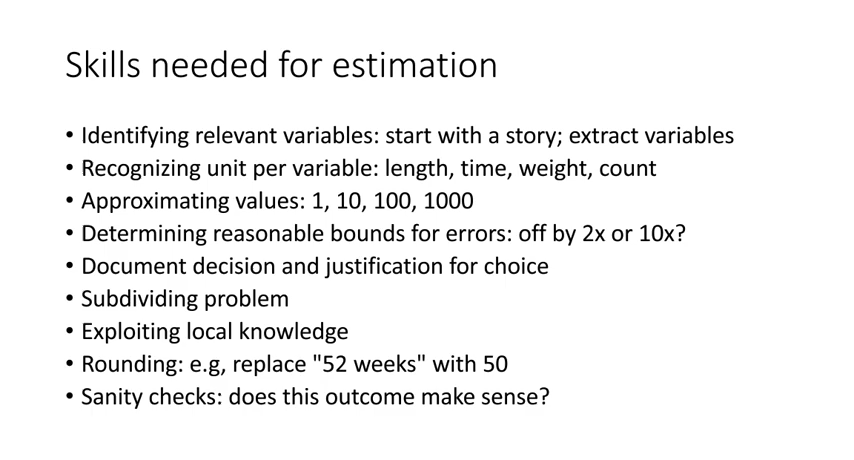 Skills needed for estimation
• Identifying relevant variables: start with a story; extract variables
• Recognizing unit per variable: length, time, weight, count
• Approximating values: 1, 10, 100, 1000
• Determining reasonable bounds for errors: off by 2x or 10x?
• Document decision and justification for choice
• Subdividing problem
• Exploiting local knowledge
• Rounding: e.g, replace "52 weeks" with 50
• Sanity checks: does this outcome make sense?